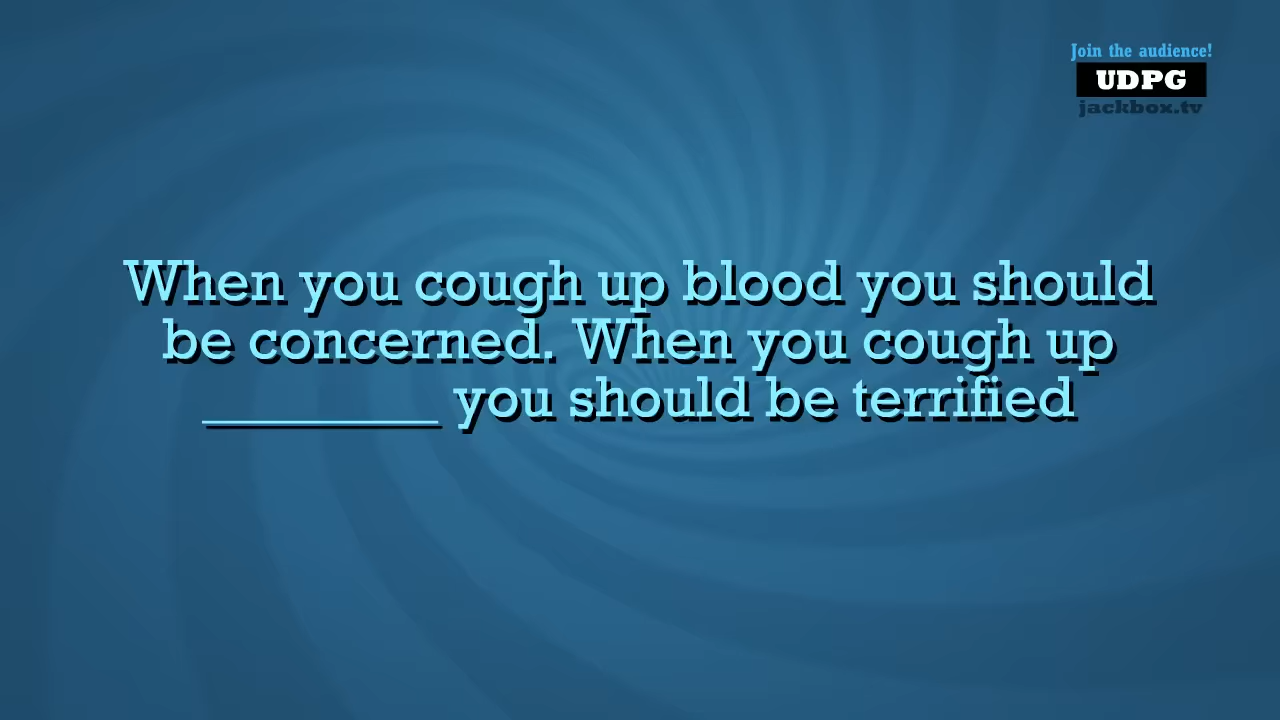 Join the audience!
UDPG
jackbox.tv
When you cough up blood you should
be concerned. When you cough up
________ you should be terrified